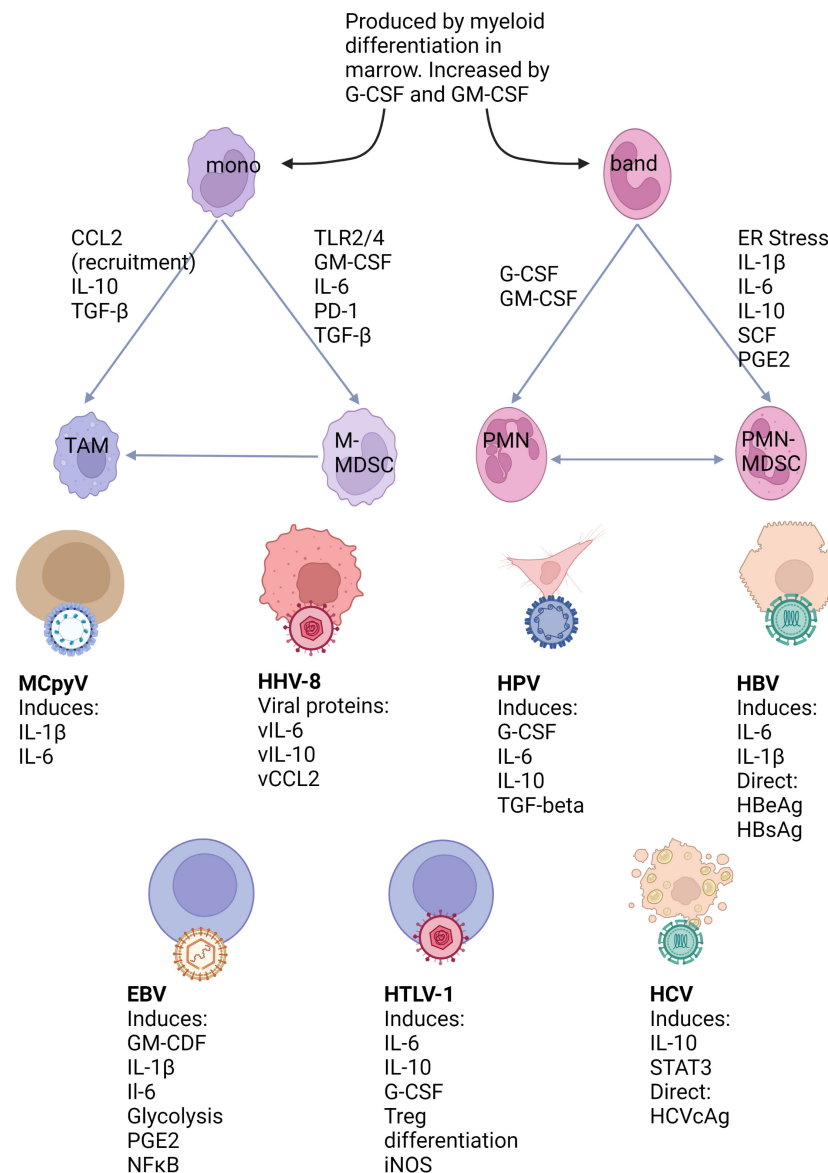 Produced by myeloid
differentiation in
marrow. Increased by
G-CSF and GM-CSF
mono
band
CCL2
(recruitment)
IL-10
TGF-β
TLR2/4
GM-CSF
IL-6
PD-1
TGF-β
G-CSF
GM-CSF
ER Stress
IL-1β
IL-6
IL-10
SCF
PGE2
TAM
M-
MDSC
PMN
PMN-
MDSC
MCpyV
Induces:
IL-1β
IL-6
HHV-8
Viral proteins:
vIL-6
vIL-10
vCCL2
HPV
Induces:
G-CSF
IL-6
IL-10
TGF-beta
HBV
Induces:
IL-6
IL-1β
Direct:
HBeAg
HBsAg
EBV
Induces:
GM-CDF
IL-1β
Il-6
Glycolysis
PGE2
NFκB
HTLV-1
Induces:
IL-6
IL-10
G-CSF
Treg
differentiation
iNOS
HCV
Induces:
IL-10
STAT3
Direct:
HCVcAg